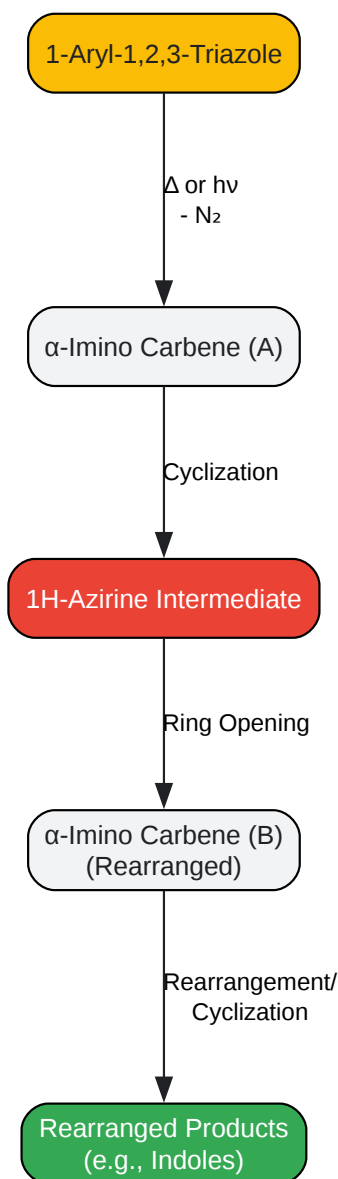 1-Aryl-1,2,3-Triazole
Δ or hν
- N₂
α-Imino Carbene (A)
Cyclization
1H-Azirine Intermediate
Ring Opening
α-Imino Carbene (B)
(Rearranged)
Rearrangement/
Cyclization
Rearranged Products
(e.g., Indoles)